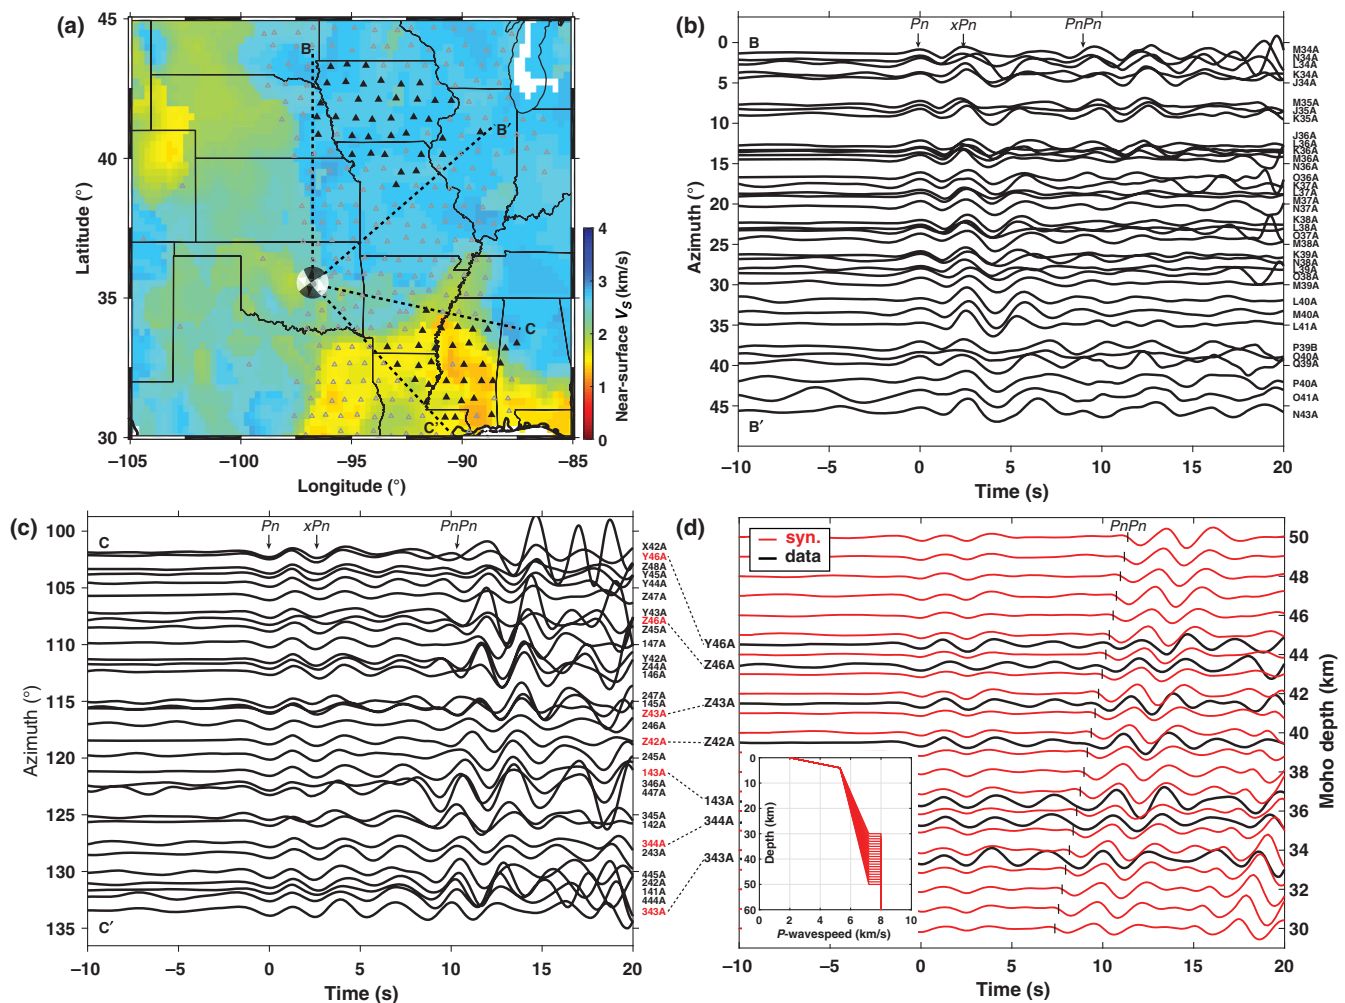 (a)
45
40
35
30
Latitude (°)
−105
−100
−95
−90
−85
Longitude (°)
B
B′
C
C′
4
3
2
1
0
Near-surface Vs (km/s)
(b)
Pn
xPn
PnPn
B
B′
0
5
10
15
20
25
30
35
40
45
Azimuth (°)
−10
−5
0
5
10
15
20
Time (s)
M34A
N34A
L34A
K34A
J34A
M35A
J35A
K35A
J36A
L36A
K36A
M36A
N36A
O36A
K37A
L37A
M37A
N37A
K38A
L38A
O37A
M38A
K39A
N38A
L39A
O38A
M39A
L40A
M40A
L41A
P39B
O40A
Q39A
P40A
O41A
N43A
(c)
Pn
xPn
PnPn
C
C′
100
105
110
115
120
125
130
135
Azimuth (°)
−10
−5
0
5
10
15
20
Time (s)
X42A
Y46A
Z48A
Y45A
Y44A
Z47A
Y43A
Z46A
Z45A
147A
Y42A
Z44A
146A
247A
145A
Z43A
246A
Z42A
245A
143A
346A
447A
345A
142A
344A
243A
445A
242A
141A
444A
343A
(d)
PnPn
syn.
data
Y46A
Z46A
Z43A
Z42A
143A
344A
343A
50
48
46
44
42
40
38
36
34
32
30
Moho depth (km)
−10
−5
0
5
10
15
20
Time (s)
0
10
20
30
40
50
60
Depth (km)
0
2
4
6
8
10
P-wavespeed (km/s)